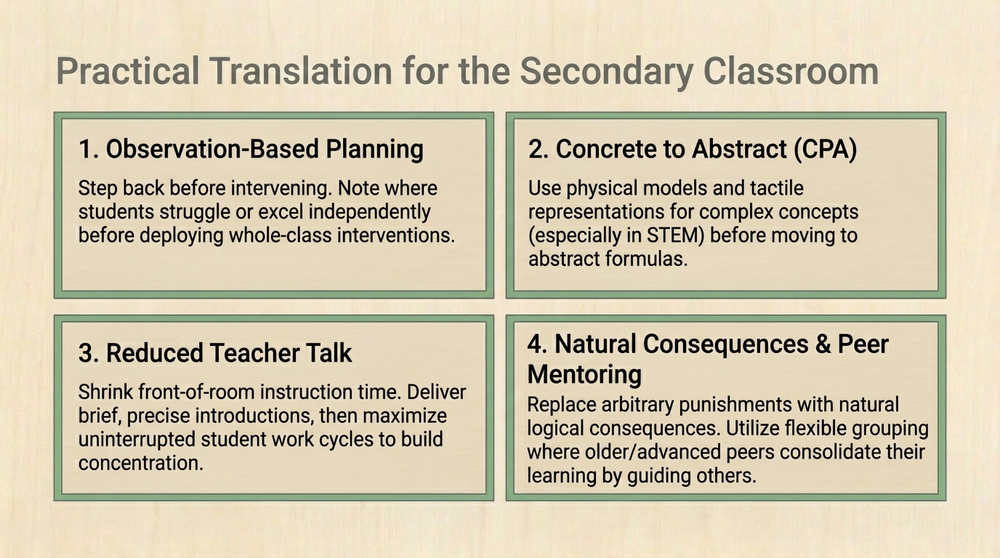 Practical Translation for the Secondary Classroom
1. Observation-Based Planning
Step back before intervening. Note where
students struggle or excel independently
before deploying whole-class interventions.
2. Concrete to Abstract (CPA)
Use physical models and tactile
representations for complex concepts
(especially in STEM) before moving to
abstract formulas.
3. Reduced Teacher Talk
Shrink front-of-room instruction time. Deliver
brief, precise introductions, then maximize
uninterrupted student work cycles to build
concentration.
4. Natural Consequences & Peer
Mentoring
Replace arbitrary punishments with natural
logical consequences. Utilize flexible grouping
where older/advanced peers consolidate their
learning by guiding others.